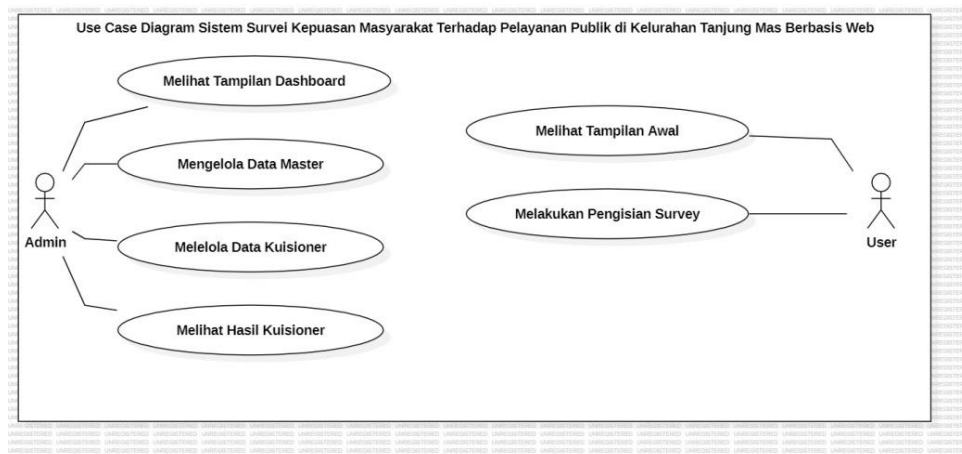 Use Case Diagram Sistem Survei Kepuasan Masyarakat Terhadap Pelayanan Publik di Kelurahan Tanjung Mas Berbasis Web
Melihat Tampilan Dashboard
Mengelola Data Master
Admin
Melelola Data Kuisioner
Melihat Hasil Kuisioner
Melihat Tampilan Awal
Melakukan Pengisian Survey
User
UNREGISTERED